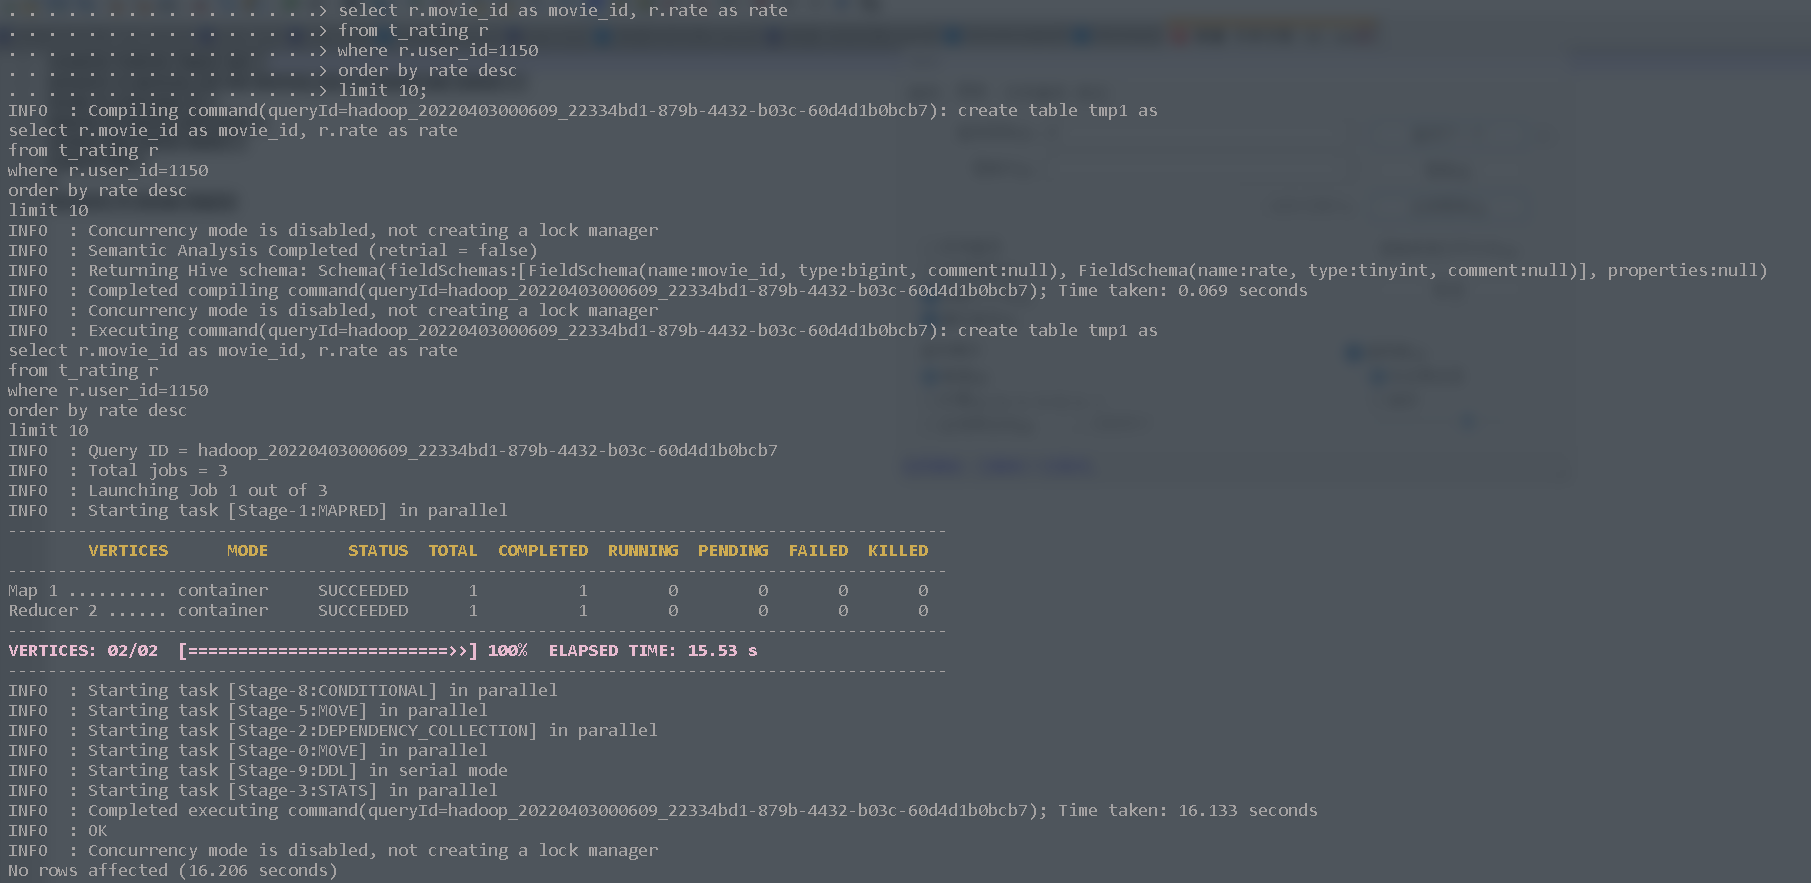 . . . . . . . . . . . . . . . .> select r.movie_id as movie_id, r.rate as rate
. . . . . . . . . . . . . . . .> from t_rating r
. . . . . . . . . . . . . . . .> where r.user_id=1150
. . . . . . . . . . . . . . . .> order by rate desc
. . . . . . . . . . . . . . . .> limit 10;
INFO  : Compiling command(queryId=hadoop_20220403000609_22334bd1-879b-4432-b03c-60d4d1b0bcb7): create table tmp1 as
select r.movie_id as movie_id, r.rate as rate
from t_rating r
where r.user_id=1150
order by rate desc
limit 10
INFO  : Concurrency mode is disabled, not creating a lock manager
INFO  : Semantic Analysis Completed (retrial = false)
INFO  : Returning Hive schema: Schema(fieldSchemas:[FieldSchema(name:movie_id, type:bigint, comment:null), FieldSchema(name:rate, type:tinyint, comment:null)], properties:null)
INFO  : Completed compiling command(queryId=hadoop_20220403000609_22334bd1-879b-4432-b03c-60d4d1b0bcb7); Time taken: 0.069 seconds
INFO  : Concurrency mode is disabled, not creating a lock manager
INFO  : Executing command(queryId=hadoop_20220403000609_22334bd1-879b-4432-b03c-60d4d1b0bcb7): create table tmp1 as
select r.movie_id as movie_id, r.rate as rate
from t_rating r
where r.user_id=1150
order by rate desc
limit 10
INFO  : Query ID = hadoop_20220403000609_22334bd1-879b-4432-b03c-60d4d1b0bcb7
INFO  : Total jobs = 3
INFO  : Launching Job 1 out of 3
INFO  : Starting task [Stage-1:MAPRED] in parallel
----------------------------------------------------------------------------------------------
        VERTICES      MODE        STATUS  TOTAL  COMPLETED  RUNNING  PENDING  FAILED  KILLED
----------------------------------------------------------------------------------------------
Map 1 .......... container     SUCCEEDED      1          1        0        0       0       0
Reducer 2 ...... container     SUCCEEDED      1          1        0        0       0       0
----------------------------------------------------------------------------------------------
VERTICES: 02/02  [==========================>>] 100%  ELAPSED TIME: 15.53 s
----------------------------------------------------------------------------------------------
INFO  : Starting task [Stage-8:CONDITIONAL] in parallel
INFO  : Starting task [Stage-5:MOVE] in parallel
INFO  : Starting task [Stage-2:DEPENDENCY_COLLECTION] in parallel
INFO  : Starting task [Stage-0:MOVE] in parallel
INFO  : Starting task [Stage-9:DDL] in serial mode
INFO  : Starting task [Stage-3:STATS] in parallel
INFO  : Completed executing command(queryId=hadoop_20220403000609_22334bd1-879b-4432-b03c-60d4d1b0bcb7); Time taken: 16.133 seconds
INFO  : OK
INFO  : Concurrency mode is disabled, not creating a lock manager
No rows affected (16.206 seconds)